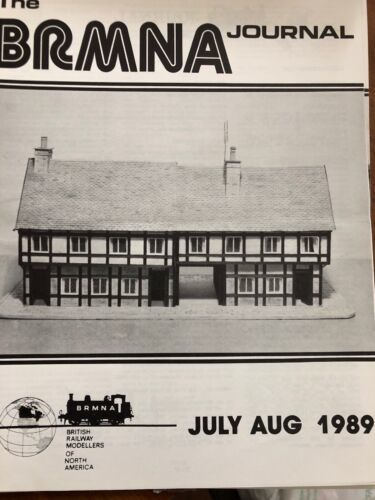 The
BRMNA
JOURNAL
BRMNA
BRITISH
RAILWAY
MODELLERS
OF
NORTH
AMERICA
JULY AUG 1989